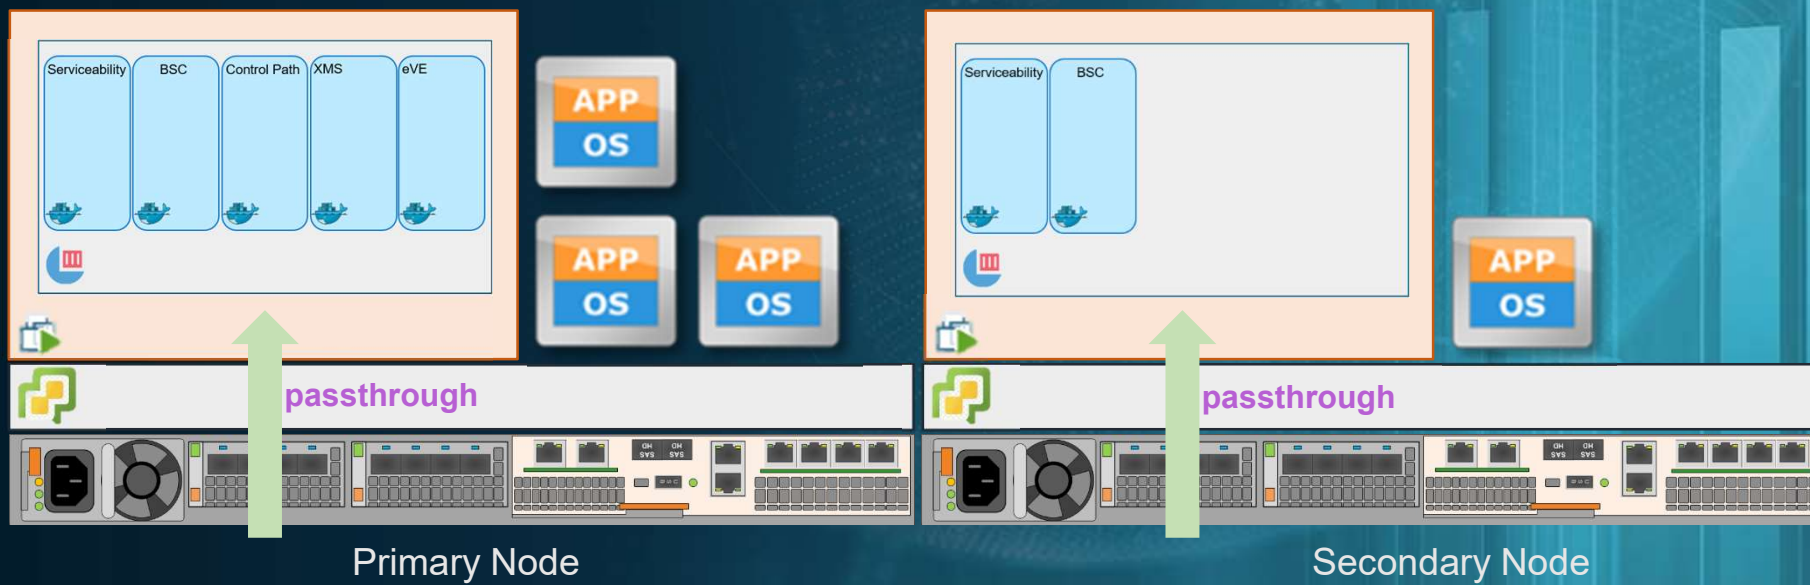 Serviceability
BSC
Control Path
XMS
eVE
APP
OS
APP
OS
APP
OS
passthrough
Primary Node
Serviceability
BSC
APP
OS
passthrough
Secondary Node